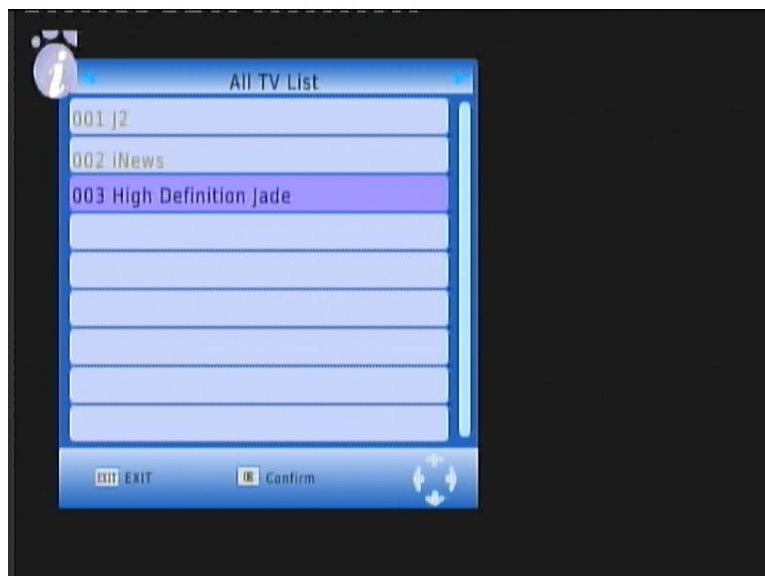 All TV List
001 J2
002 iNews
003 High Definition Jade
EXIT EXIT
OK Confirm